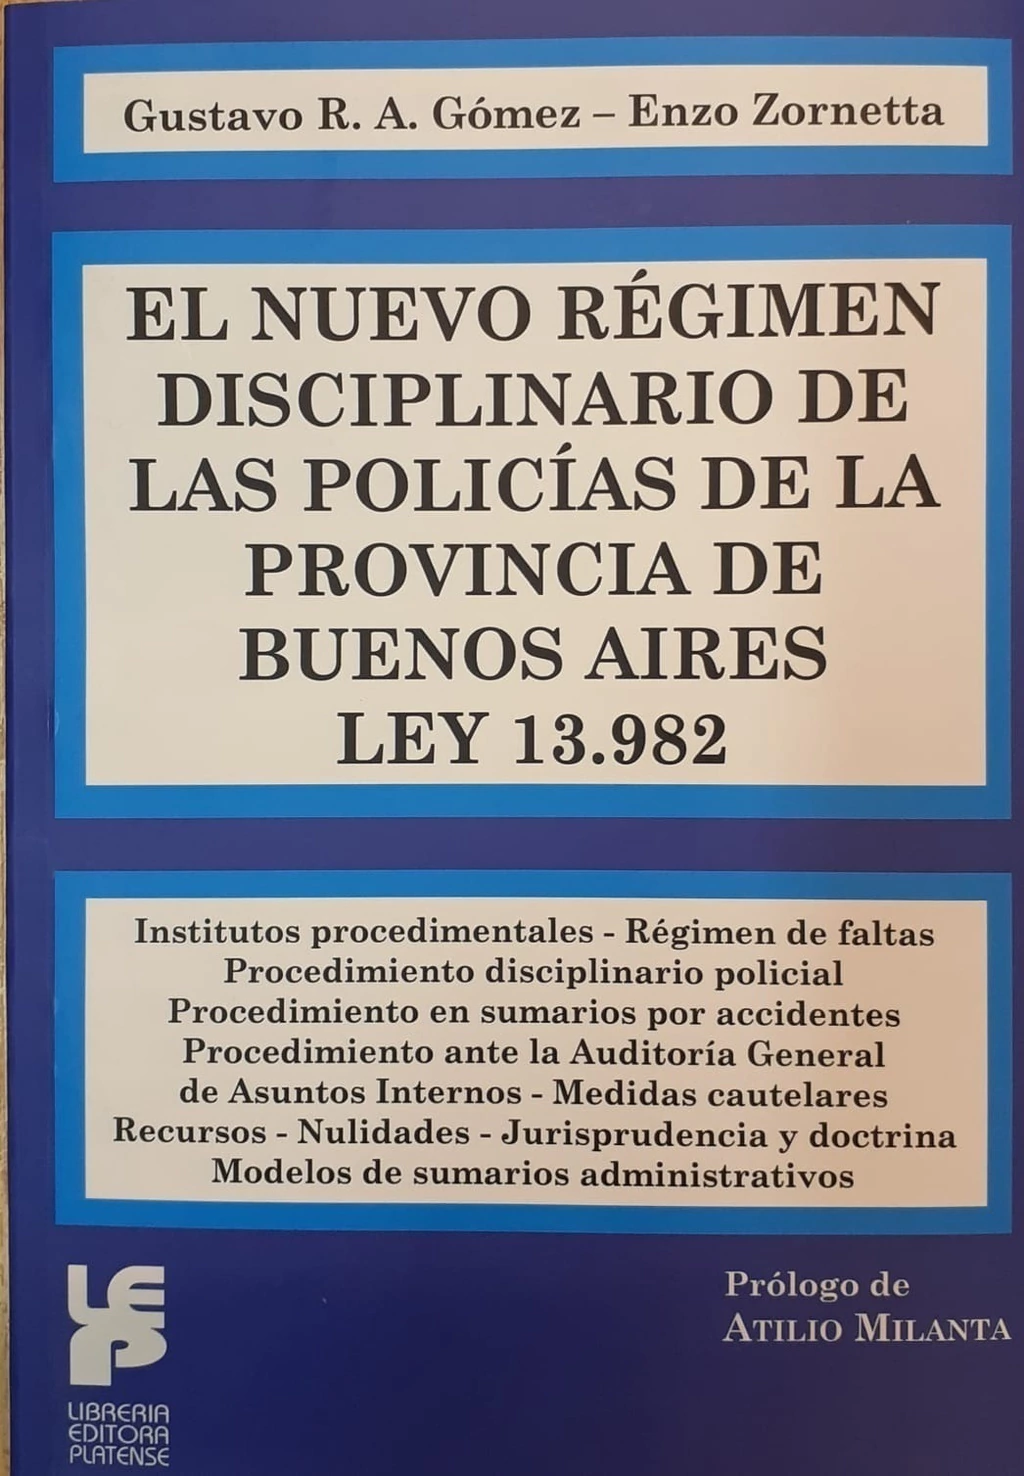 Gustavo R. A. Gómez – Enzo Zornetta
EL NUEVO RÉGIMEN
DISCIPLINARIO DE
LAS POLICÍAS DE LA
PROVINCIA DE
BUENOS AIRES
LEY 13.982
Institutos procedimentales - Régimen de faltas
Procedimiento disciplinario policial
Procedimiento en sumarios por accidentes
Procedimiento ante la Auditoría General
de Asuntos Internos - Medidas cautelares
Recursos - Nulidades - Jurisprudencia y doctrina
Modelos de sumarios administrativos
Prólogo de
ATILIO MILANTA
LEP
LIBRERIA
EDITORA
PLATENSE